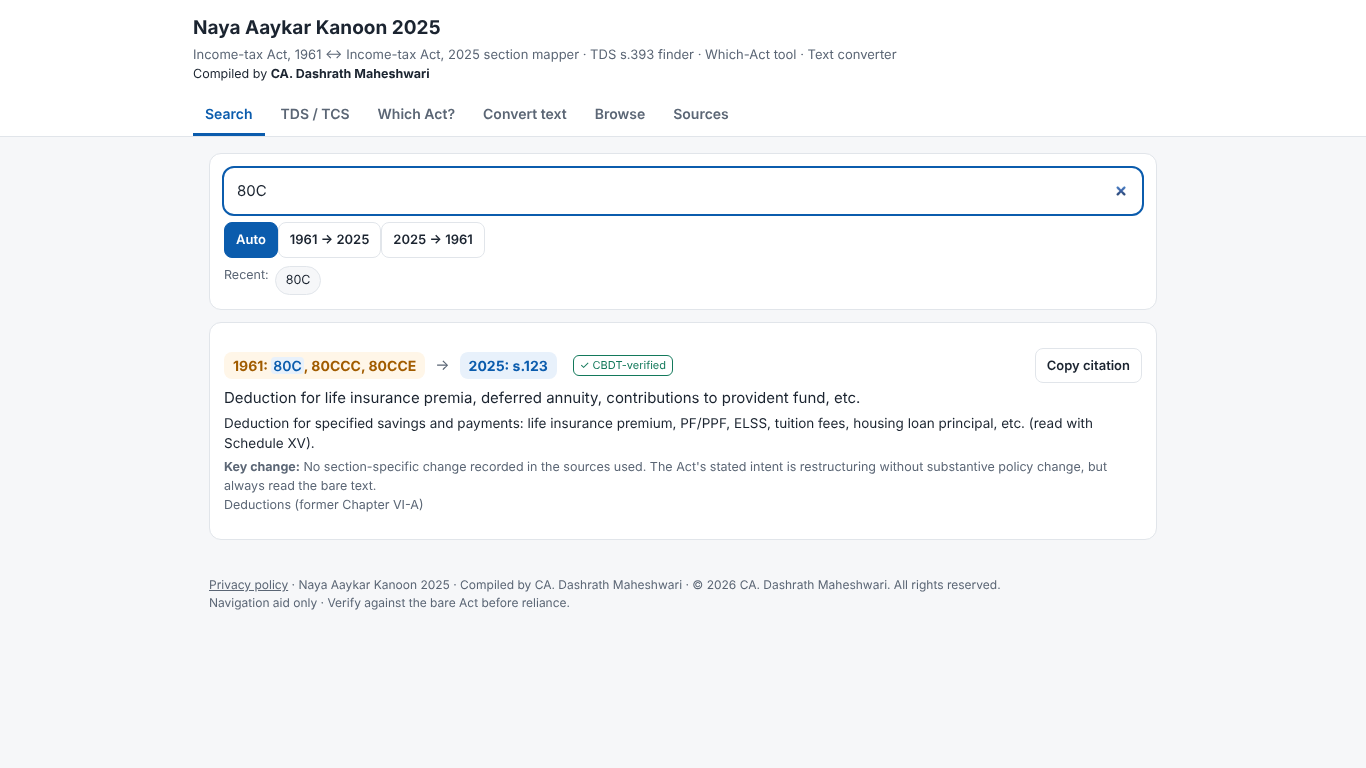 Naya Aaykar Kanoon 2025
Income-tax Act, 1961 ↔ Income-tax Act, 2025 section mapper · TDS s.393 finder · Which-Act tool · Text converter
Compiled by CA. Dashrath Maheshwari
Search TDS / TCS Which Act? Convert text Browse Sources
80C ×
Auto 1961 → 2025 2025 → 1961
Recent: 80C
1961: 80C, 80CCC, 80CCE → 2025: s.123 ✓ CBDT-verified Copy citation
Deduction for life insurance premia, deferred annuity, contributions to provident fund, etc.
Deduction for specified savings and payments: life insurance premium, PF/PPF, ELSS, tuition fees, housing loan principal, etc. (read with
Schedule XV).
Key change: No section-specific change recorded in the sources used. The Act's stated intent is restructuring without substantive policy change, but
always read the bare text.
Deductions (former Chapter VI-A)
Privacy policy · Naya Aaykar Kanoon 2025 · Compiled by CA. Dashrath Maheshwari · © 2026 CA. Dashrath Maheshwari. All rights reserved.
Navigation aid only · Verify against the bare Act before reliance.